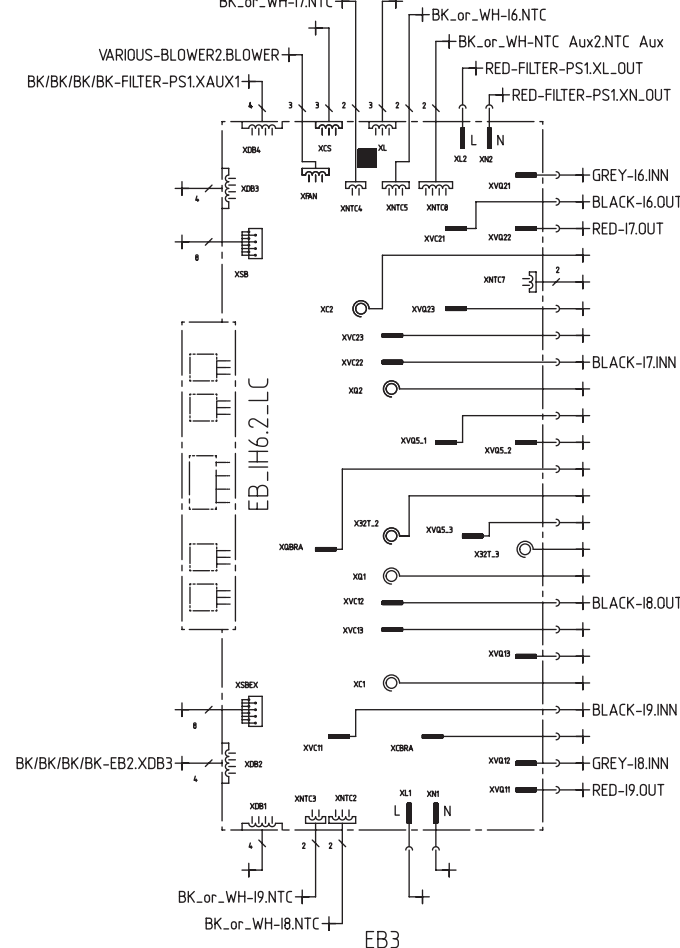 BK_or_WH-I7.NTC
BK_or_WH-I6.NTC
VARIOUS-BLOWER2.BLOWER
BK_or_WH-NTC Aux2.NTC Aux
BK/BK/BK/BK-FILTER-PS1.XAUX1
RED-FILTER-PS1.XL_OUT
RED-FILTER-PS1.XN_OUT
4 3 3 2 3 2 2
XDB4 XCS XL XL2 L XN2 N
XDB3 XFAN XNTC4 XNTC5 XNTC8 XVQ21
GREY-I6.INN
4
BLACK-I6.OUT
XVC21 XVQ22 RED-I7.OUT
8
XSB
XNTC7 2
XC2 XVQ23
XVC23
XVC22 BLACK-I7.INN
XQ2
EB_IH6.2_LC
XVQS_1 XVQS_2
X32T_2 XVQS_3
XQBRA X32T_3
XQ1
XVC12 BLACK-I8.OUT
XVC13
XVQ13
XSBEX XC1
8
BLACK-I9.INN
XVC11 XCBRA
BK/BK/BK/BK-EB2.XDB3 XDB2 XVQ12 GREY-I8.INN
4
XVQ11 RED-I9.OUT
XDB1 XNTC3 XNTC2 XL1 XN1
L N
4 2 2
BK_or_WH-I9.NTC
BK_or_WH-I8.NTC
EB3